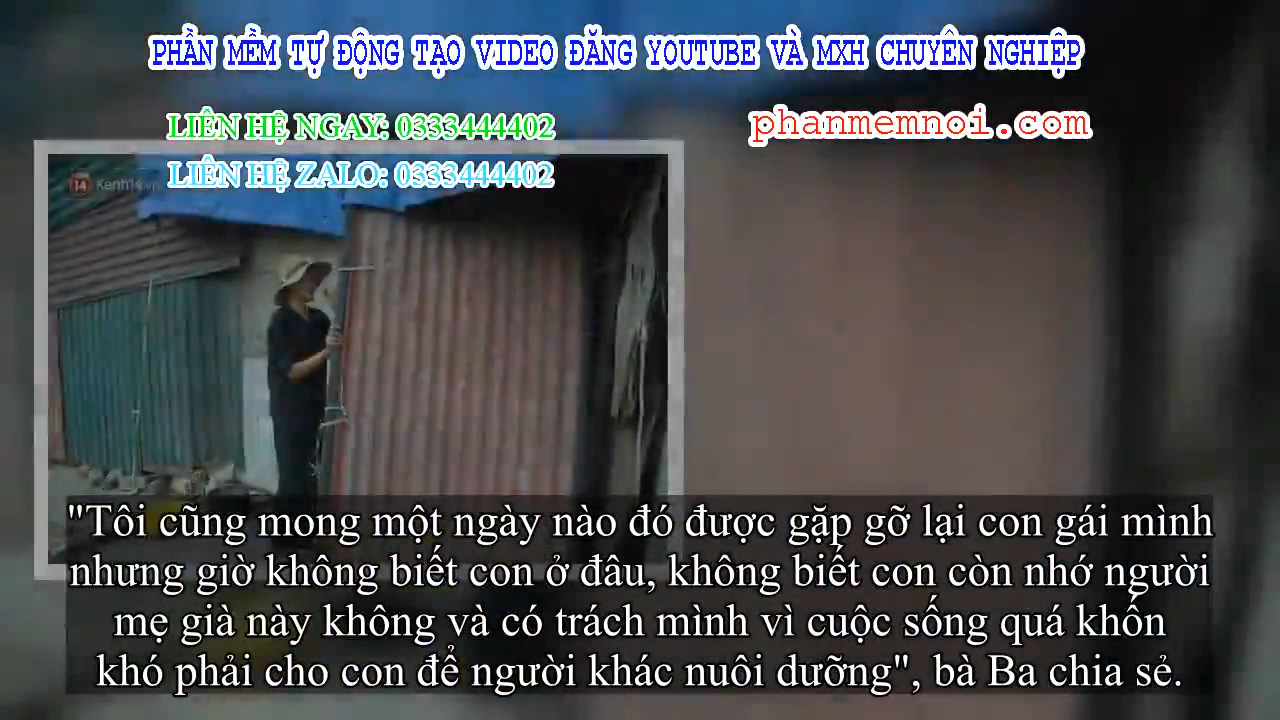 PHẦN MỀM TỰ ĐỘNG TẠO VIDEO ĐĂNG YOUTUBE VÀ MXH CHUYÊN NGHIỆP
LIÊN HỆ NGAY: 0333444402
phanmemnoi.com
LIÊN HỆ ZALO: 0333444402
14 Kenh14.vn
"Tôi cũng mong một ngày nào đó được gặp gỡ lại con gái mình
nhưng giờ không biết con ở đâu, không biết con còn nhớ người
mẹ già này không và có trách mình vì cuộc sống quá khốn
khó phải cho con để người khác nuôi dưỡng", bà Ba chia sẻ.